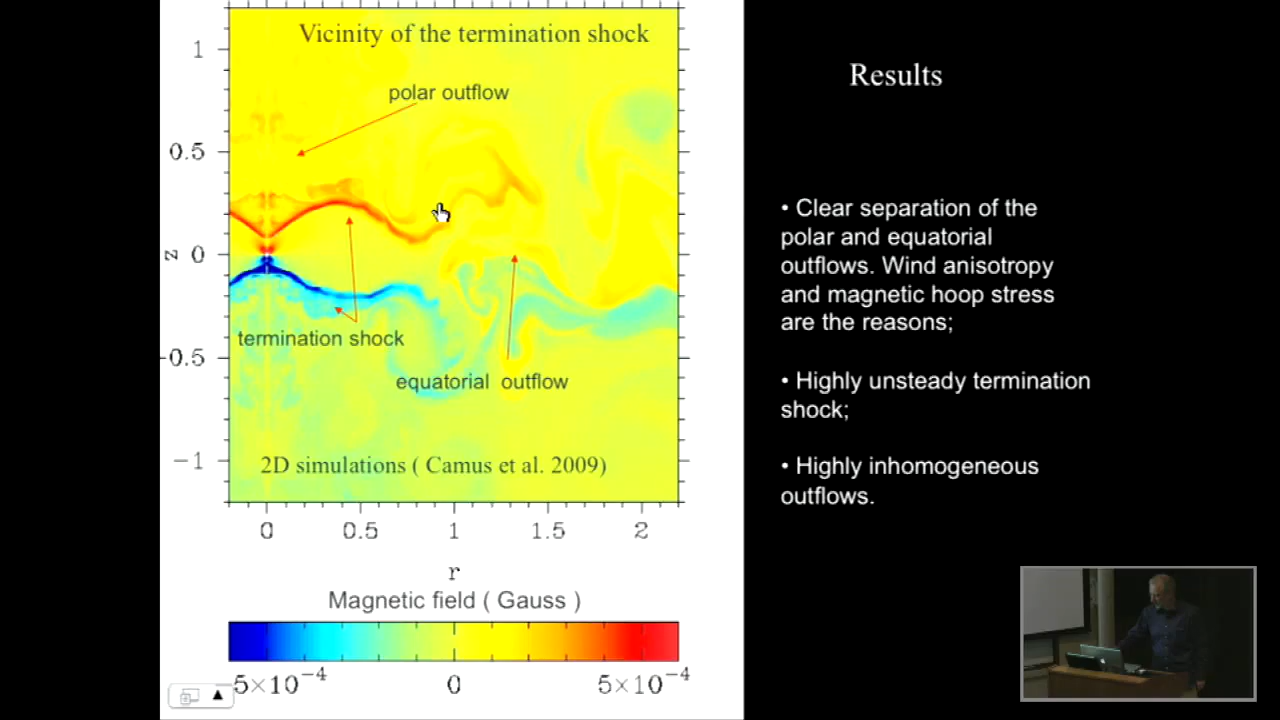 Vicinity of the termination shock
polar outflow
1
0.5
z 0
-0.5
-1
termination shock
equatorial outflow
2D simulations ( Camus et al. 2009)
0 0.5 1 1.5 2
r
Magnetic field ( Gauss )
-5×10⁻⁴ 0 5×10⁻⁴
Results
• Clear separation of the
polar and equatorial
outflows. Wind anisotropy
and magnetic hoop stress
are the reasons;
• Highly unsteady termination
shock;
• Highly inhomogeneous
outflows.